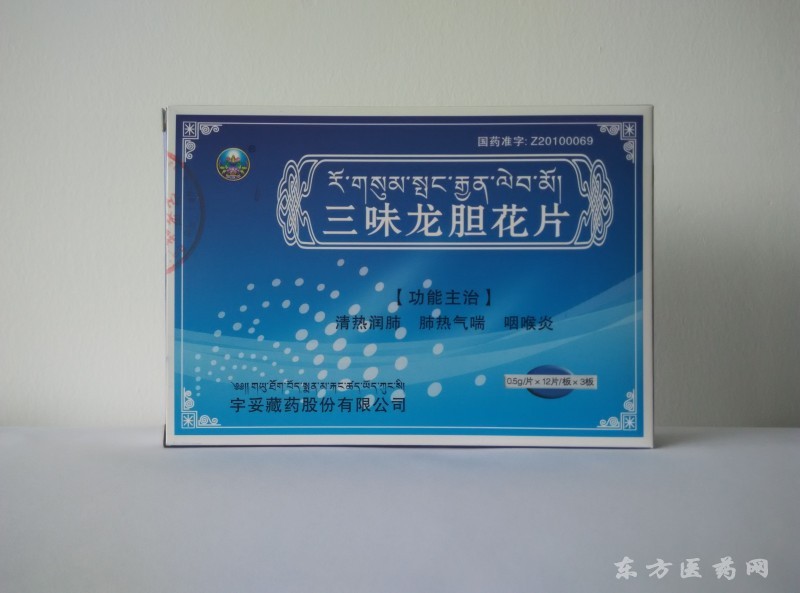 国药准字: Z20100069
རོ་གསུམ་སྤང་རྒྱན་ལེབ་མོ།
三味龙胆花片
【功能主治】
清热润肺 肺热气喘 咽喉炎
0.5g/片×12片/板×3板
༄༅།།གཡུ་ཐོག་བོད་སྨན་མ་རྐང་ཚད་ཡོད་ཀུང་སི།
宇妥藏药股份有限公司
东方医药网